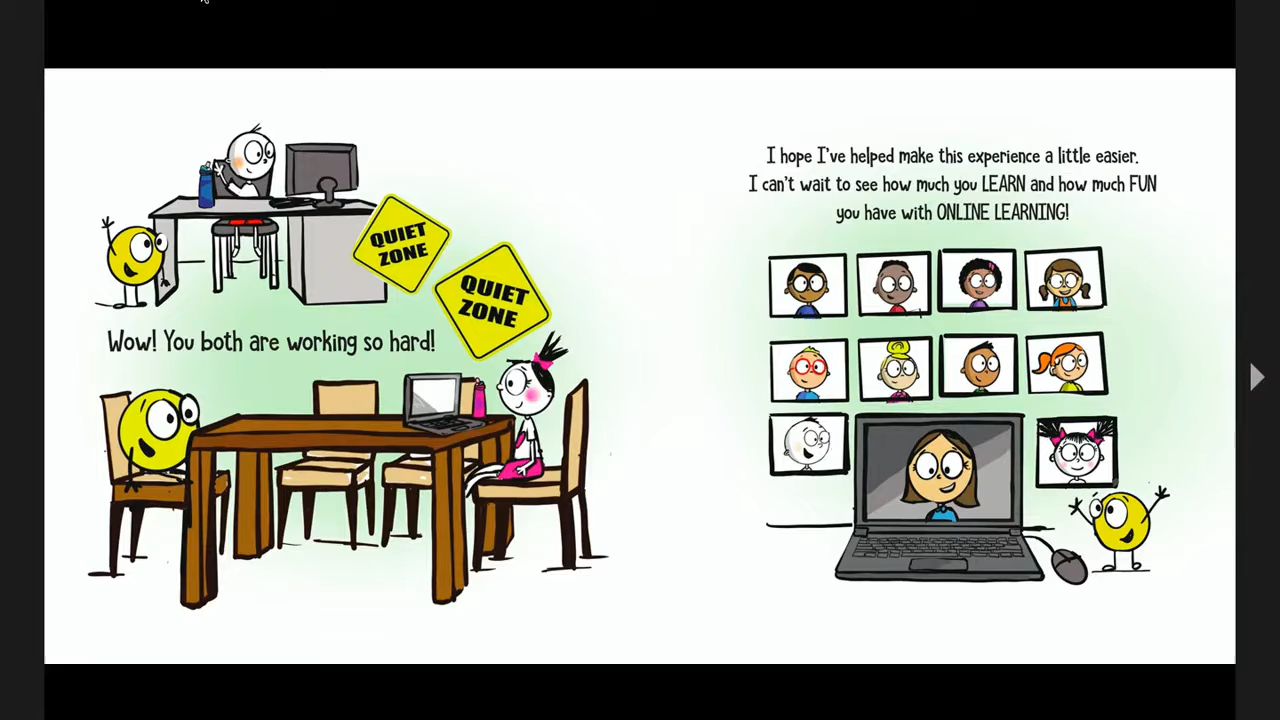 QUIET
ZONE
QUIET
ZONE
Wow! You both are working so hard!
I hope I've helped make this experience a little easier.
I can't wait to see how much you LEARN and how much FUN
you have with ONLINE LEARNING!